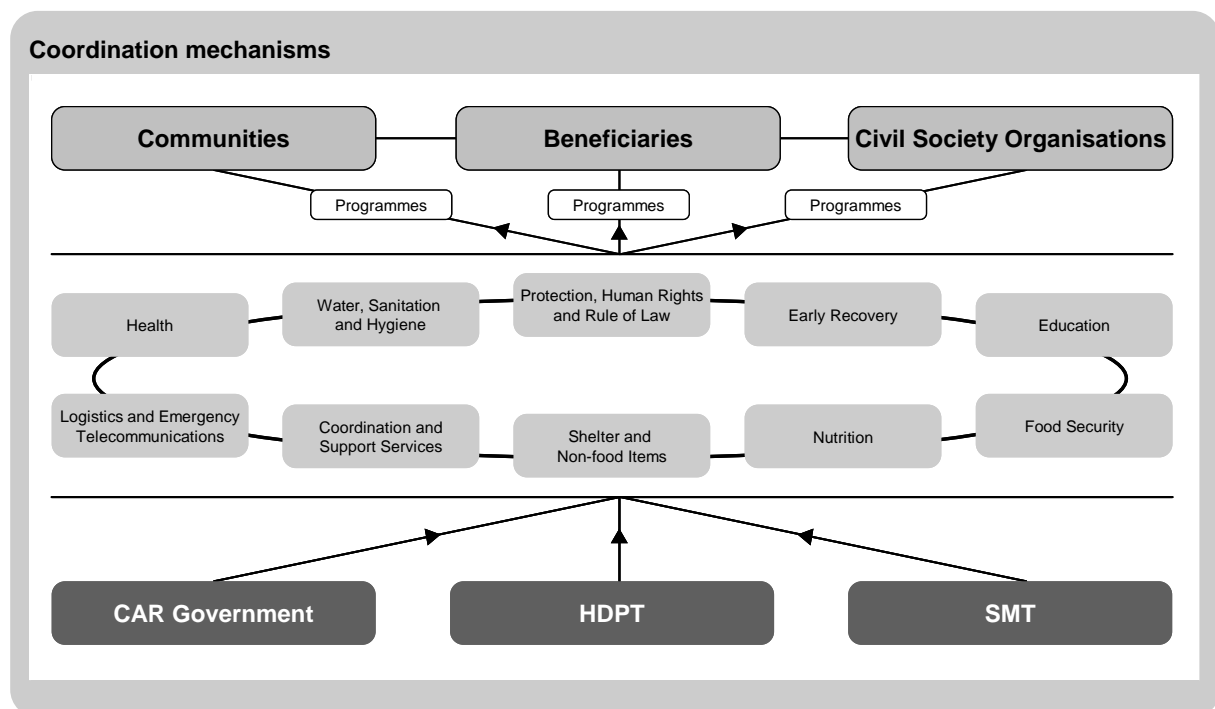 Coordination mechanisms
Communities
Beneficiaries
Civil Society Organisations
Programmes
Programmes
Programmes
Health
Water, Sanitation
and Hygiene
Protection, Human Rights
and Rule of Law
Early Recovery
Education
Logistics and Emergency
Telecommunications
Coordination and
Support Services
Shelter and
Non-food Items
Nutrition
Food Security
CAR Government
HDPT
SMT